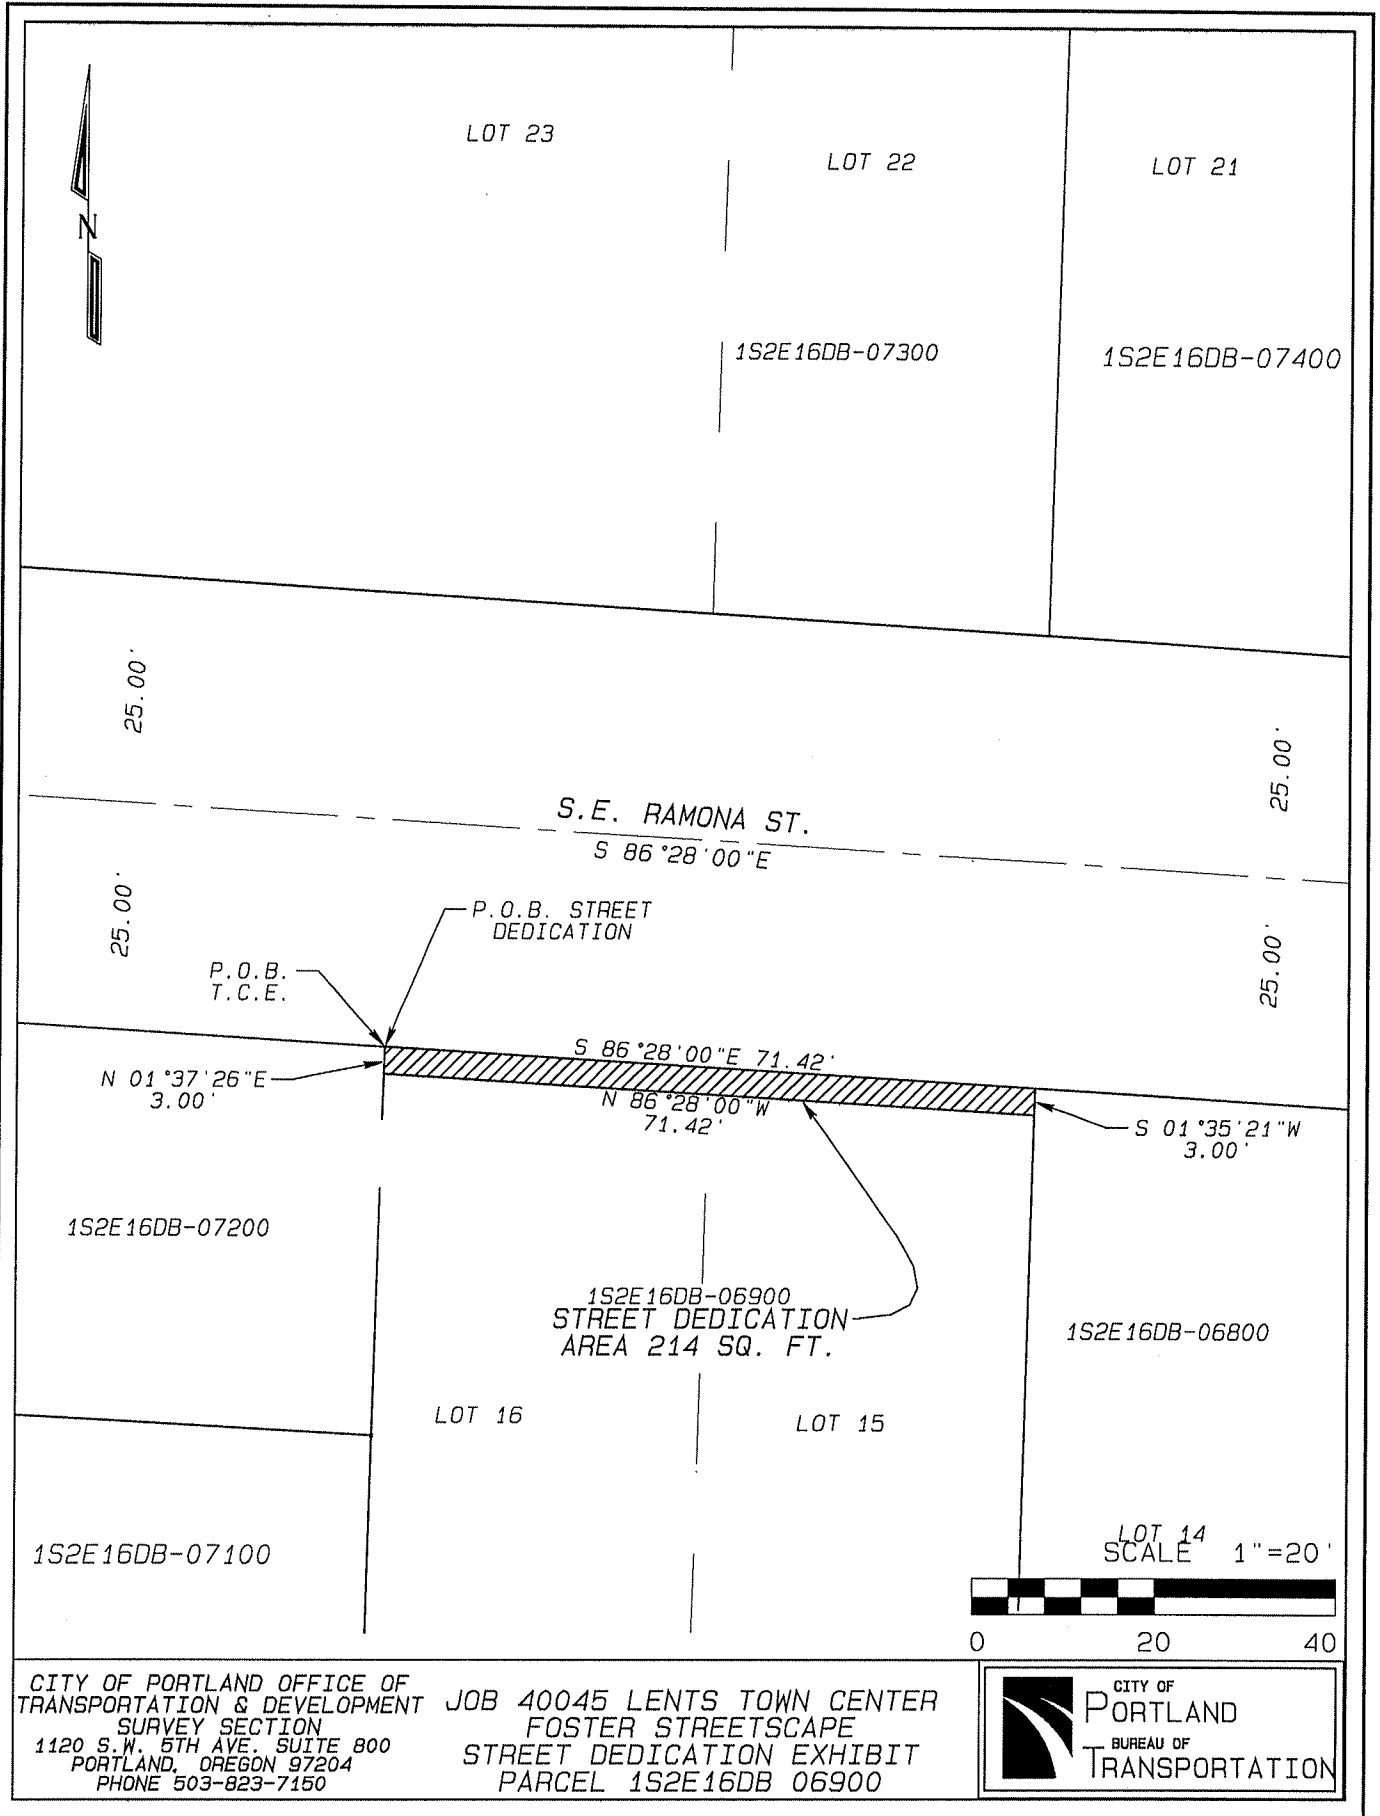 LOT 23
LOT 22
LOT 21
N
1S2E16DB-07300
1S2E16DB-07400
25.00'
25.00'
S.E. RAMONA ST.
S 86°28'00"E
25.00'
25.00'
P.O.B. STREET
DEDICATION
P.O.B.
T.C.E.
S 86°28'00"E 71.42'
N 01°37'26"E
3.00'
N 86°28'00"W
71.42'
S 01°35'21"W
3.00'
1S2E16DB-07200
1S2E16DB-06900
STREET DEDICATION
AREA 214 SQ. FT.
1S2E16DB-06800
LOT 16
LOT 15
1S2E16DB-07100
LOT 14
SCALE 1"=20'
0 20 40
CITY OF PORTLAND OFFICE OF
TRANSPORTATION & DEVELOPMENT
SURVEY SECTION
1120 S.W. 5TH AVE. SUITE 800
PORTLAND, OREGON 97204
PHONE 503-823-7150
JOB 40045 LENTS TOWN CENTER
FOSTER STREETSCAPE
STREET DEDICATION EXHIBIT
PARCEL 1S2E16DB 06900
CITY OF
PORTLAND
BUREAU OF
TRANSPORTATION